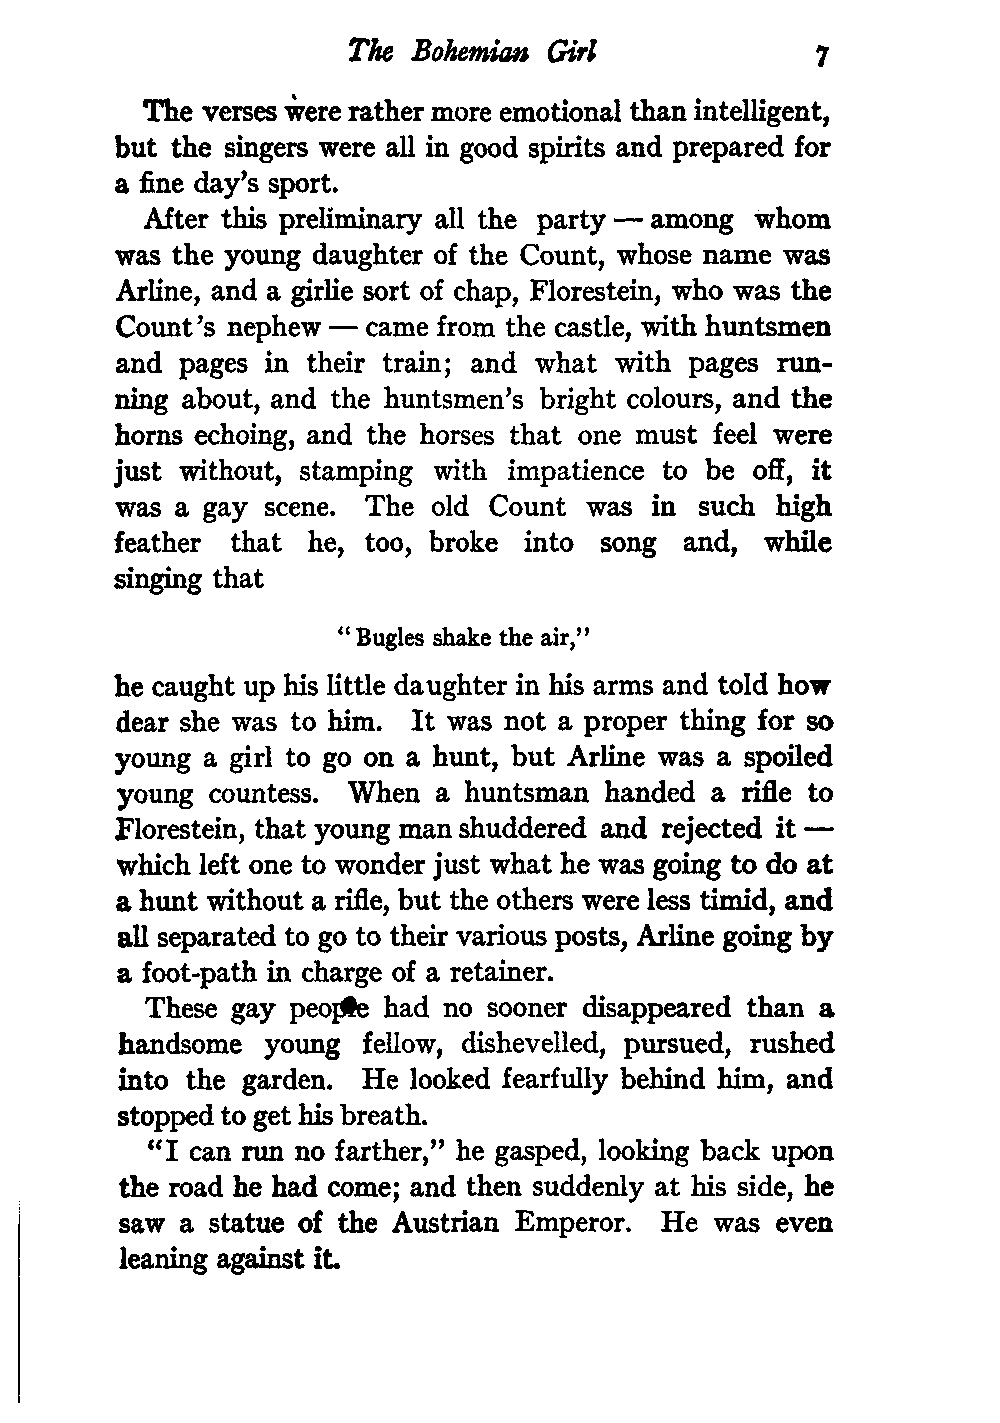 The Bohemian Girl 7
The verses were rather more emotional than intelligent,
but the singers were all in good spirits and prepared for
a fine day's sport.
After this preliminary all the party — among whom
was the young daughter of the Count, whose name was
Arline, and a girlie sort of chap, Florestein, who was the
Count's nephew — came from the castle, with huntsmen
and pages in their train; and what with pages run-
ning about, and the huntsmen's bright colours, and the
horns echoing, and the horses that one must feel were
just without, stamping with impatience to be off, it
was a gay scene. The old Count was in such high
feather that he, too, broke into song and, while
singing that
"Bugles shake the air,"
he caught up his little daughter in his arms and told how
dear she was to him. It was not a proper thing for so
young a girl to go on a hunt, but Arline was a spoiled
young countess. When a huntsman handed a rifle to
Florestein, that young man shuddered and rejected it —
which left one to wonder just what he was going to do at
a hunt without a rifle, but the others were less timid, and
all separated to go to their various posts, Arline going by
a foot-path in charge of a retainer.
These gay people had no sooner disappeared than a
handsome young fellow, dishevelled, pursued, rushed
into the garden. He looked fearfully behind him, and
stopped to get his breath.
"I can run no farther," he gasped, looking back upon
the road he had come; and then suddenly at his side, he
saw a statue of the Austrian Emperor. He was even
leaning against it.